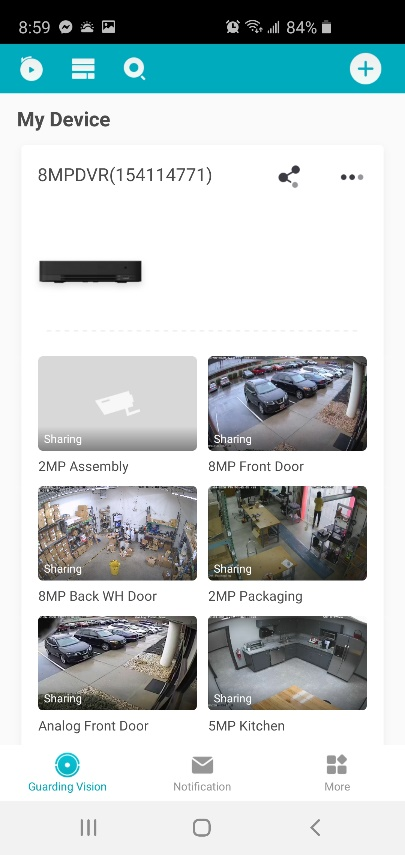 8:59 84%
My Device
8MPDVR(154114771)
Sharing Sharing
2MP Assembly 8MP Front Door
Sharing Sharing
8MP Back WH Door 2MP Packaging
Sharing Sharing
Analog Front Door 5MP Kitchen
Guarding Vision Notification More